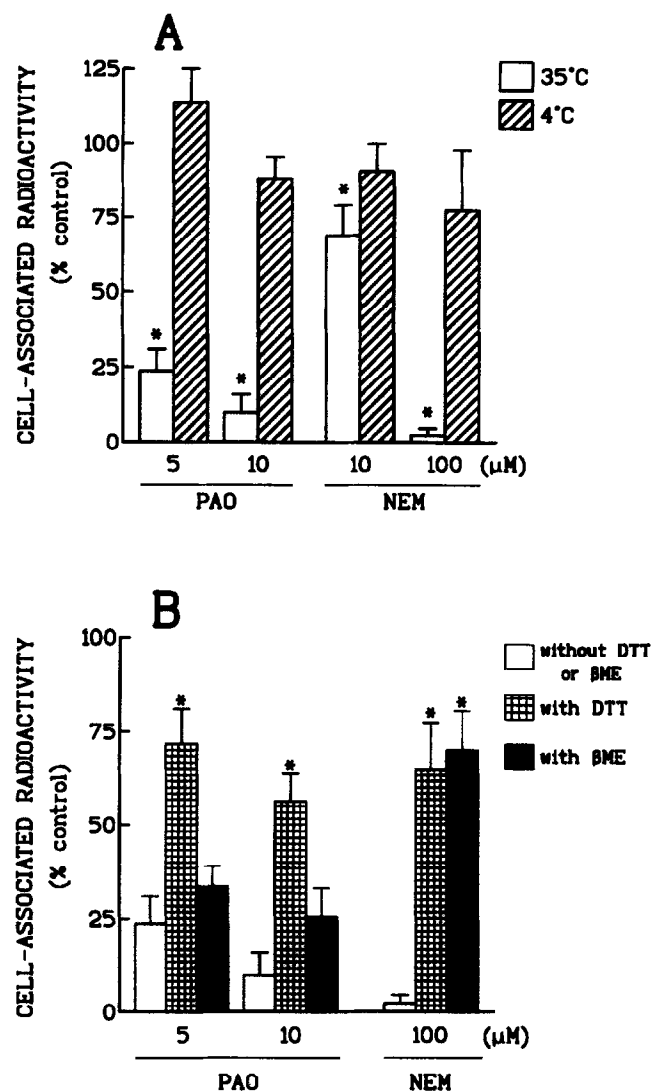 A
CELL-ASSOCIATED RADIOACTIVITY
(% control)
125
100
75
50
25
0
35°C
4°C
*
*
*
*
5 10 10 100 (μM)
PAO NEM
B
CELL-ASSOCIATED RADIOACTIVITY
(% control)
100
75
50
25
0
without DTT
or βME
with DTT
with βME
*
*
* *
5 10 100 (μM)
PAO NEM